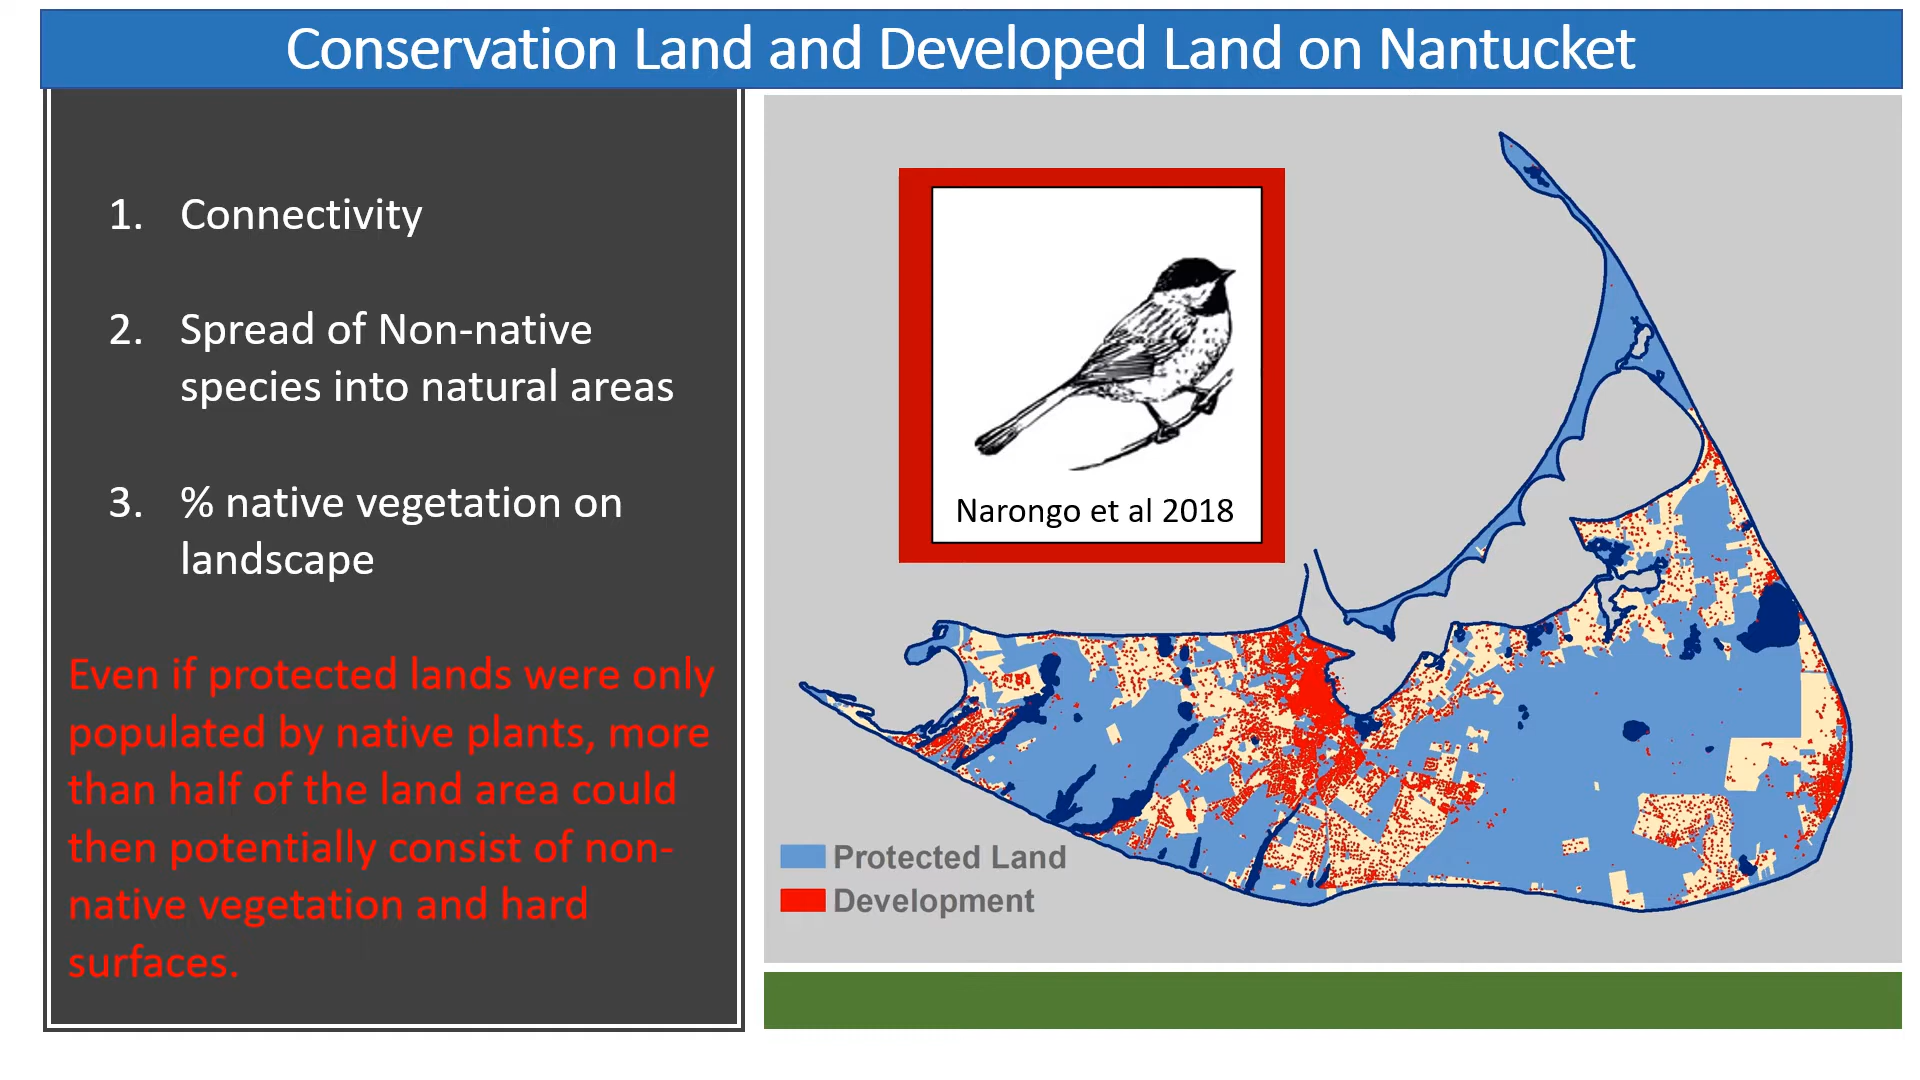 Conservation Land and Developed Land on Nantucket
1. Connectivity
2. Spread of Non-native
species into natural areas
3. % native vegetation on
landscape
Even if protected lands were only
populated by native plants, more
than half of the land area could
then potentially consist of non-
native vegetation and hard
surfaces.
Narongo et al 2018
Protected Land
Development